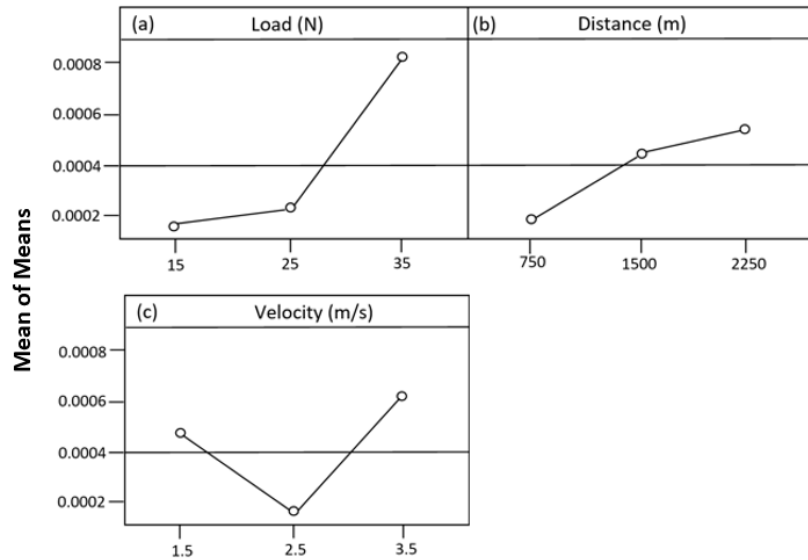 (a) Load (N)
(b) Distance (m)
0.0008
0.0006
0.0004
0.0002
15 25 35
750 1500 2250
Mean of Means
(c) Velocity (m/s)
0.0008
0.0006
0.0004
0.0002
1.5 2.5 3.5